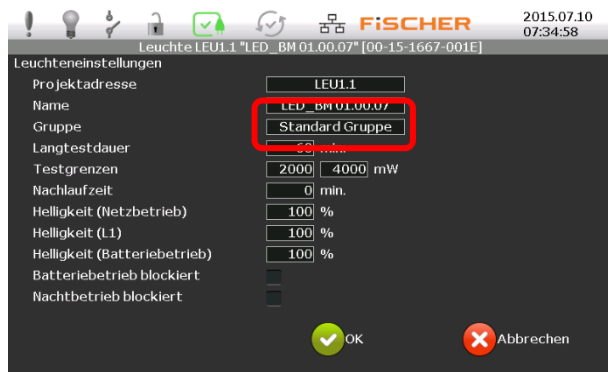 FiSCHER
2015.07.10
07:34:58
Leuchte LEU1.1 "LED_BM 01.00.07" [00-15-1667-001E]
Leuchteneinstellungen
Projektadresse LEU1.1
Name LED_BM 01.00.07
Gruppe Standard Gruppe
Langtestdauer 60 min.
Testgrenzen 2000 4000 mW
Nachlaufzeit 0 min.
Helligkeit (Netzbetrieb) 100 %
Helligkeit (L1) 100 %
Helligkeit (Batteriebetrieb) 100 %
Batteriebetrieb blockiert
Nachtbetrieb blockiert
OK Abbrechen